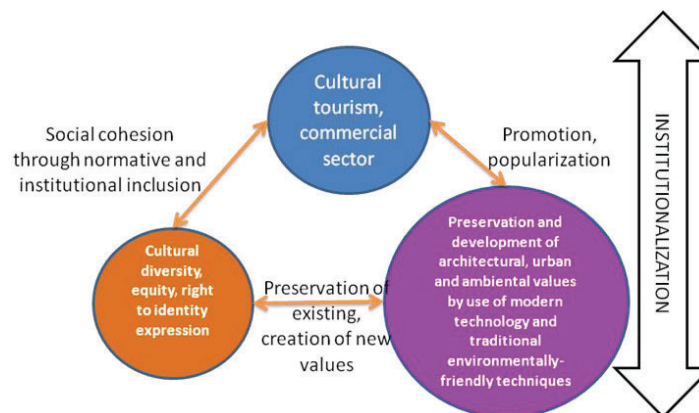 Cultural
tourism,
commercial
sector
Social cohesion
through normative and
institutional inclusion
Promotion,
popularization
INSTITUTIONALIZATION
Cultural
diversity,
equity, right
to identity
expression
Preservation of
existing,
creation of new
values
Preservation and
development of
architectural, urban
and ambiental values
by use of modern
technology and
traditional
environmentally-
friendly techniques